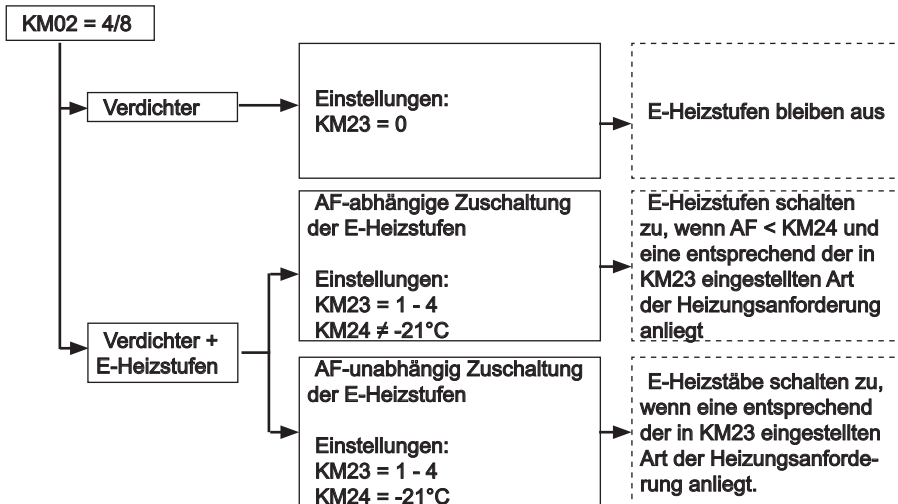 KM02 = 4/8
Verdichter
Einstellungen:
KM23 = 0
E-Heizstufen bleiben aus
Verdichter +
E-Heizstufen
AF-abhängige Zuschaltung
der E-Heizstufen
Einstellungen:
KM23 = 1 - 4
KM24 ≠ -21°C
E-Heizstufen schalten
zu, wenn AF < KM24 und
eine entsprechend der in
KM23 eingestellten Art
der Heizungsanforderung
anliegt
AF-unabhängig Zuschaltung
der E-Heizstufen
Einstellungen:
KM23 = 1 - 4
KM24 = -21°C
E-Heizstäbe schalten zu,
wenn eine entsprechend
der in KM23 eingestellten
Art der Heizungsanforde-
rung anliegt.